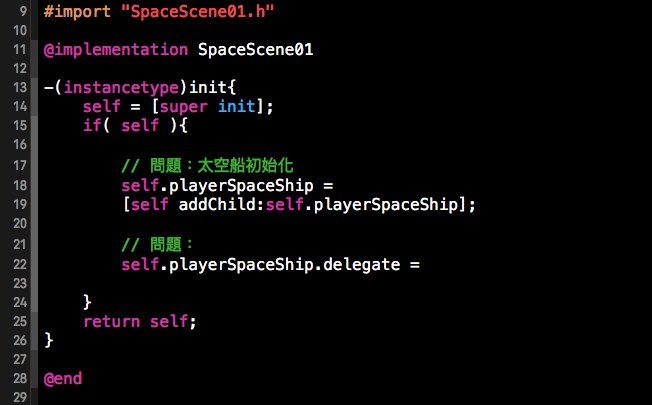 9 #import "SpaceScene01.h"
10
11 @implementation SpaceScene01
12
13 -(instancetype)init{
14 self = [super init];
15 if( self ){
16
17 // 問題：太空船初始化
18 self.playerSpaceShip =
19 [self addChild:self.playerSpaceShip];
20
21 // 問題：
22 self.playerSpaceShip.delegate =
23
24 }
25 return self;
26 }
27
28 @end
29